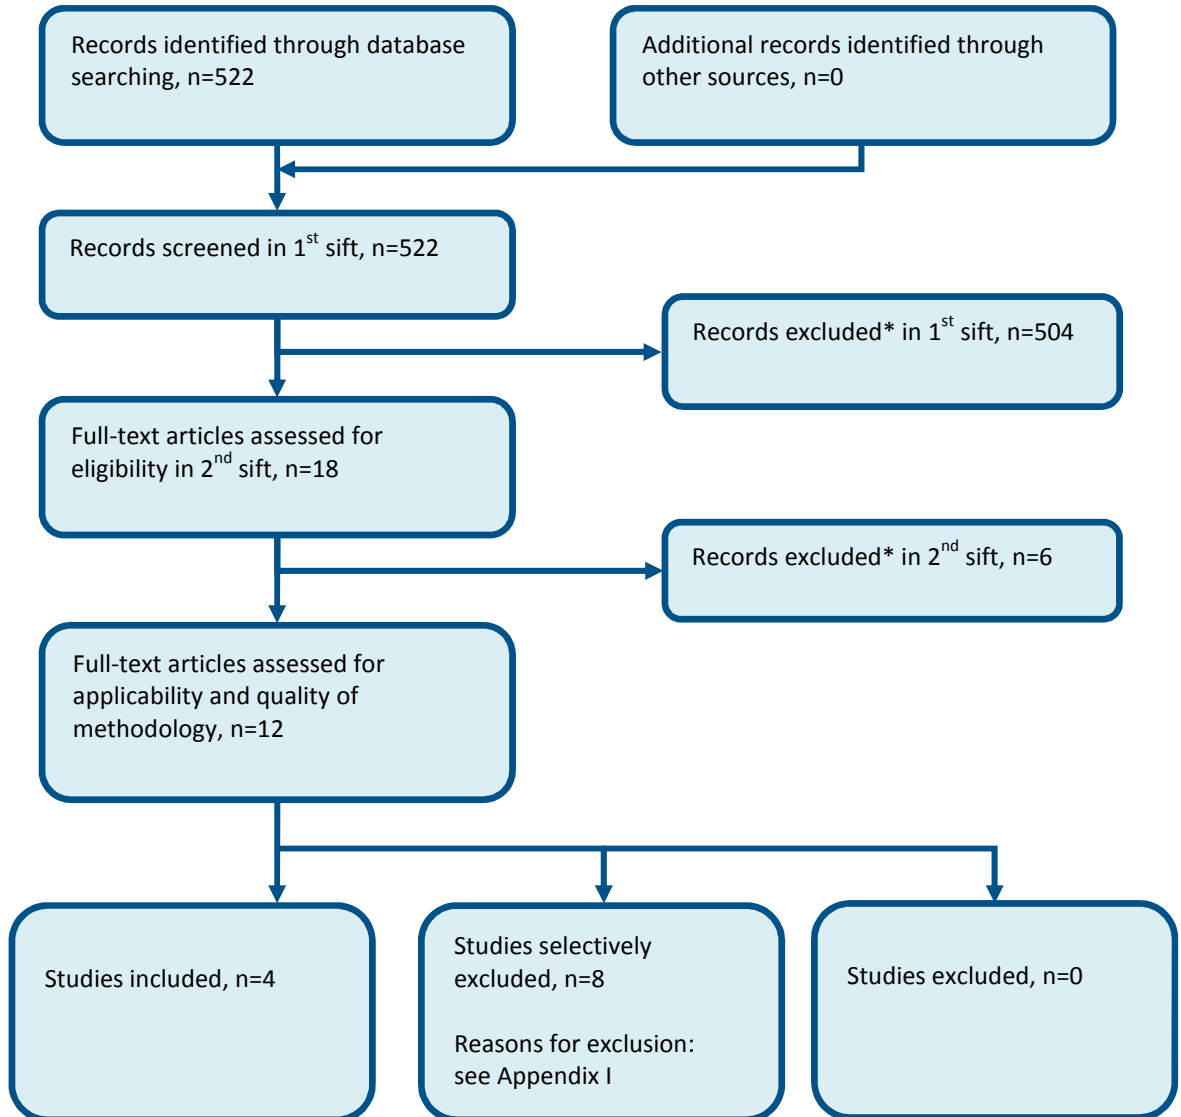 Records identified through database
searching, n=522
Additional records identified through
other sources, n=0
Records screened in 1st sift, n=522
Records excluded* in 1st sift, n=504
Full-text articles assessed for
eligibility in 2nd sift, n=18
Records excluded* in 2nd sift, n=6
Full-text articles assessed for
applicability and quality of
methodology, n=12
Studies included, n=4
Studies selectively
excluded, n=8
Reasons for exclusion:
see Appendix I
Studies excluded, n=0